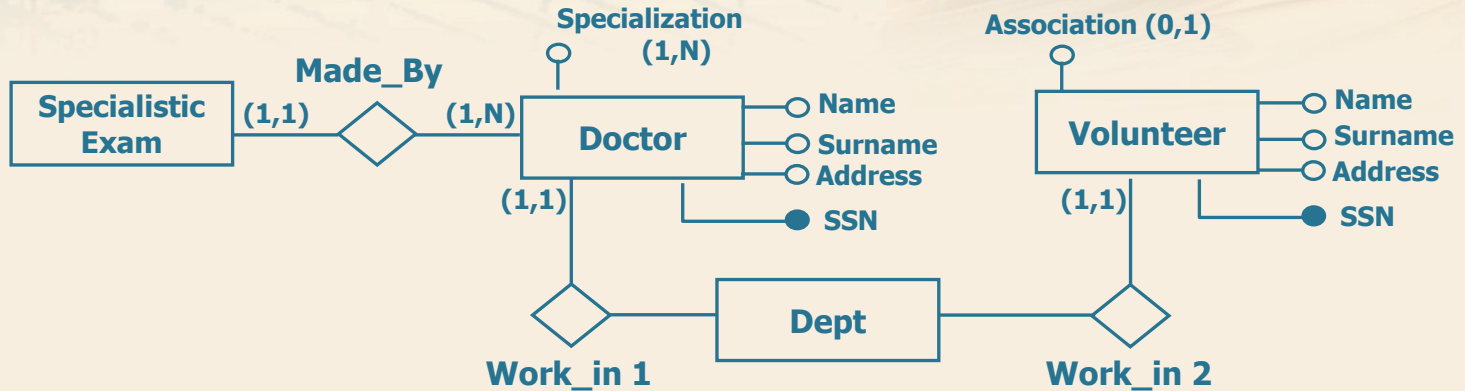 Specialization
(1,N)
Association (0,1)
Made_By
Specialistic
Exam
(1,1)
(1,N)
Doctor
Name
Surname
Address
SSN
(1,1)
Volunteer
Name
Surname
Address
SSN
(1,1)
Dept
Work_in 1
Work_in 2